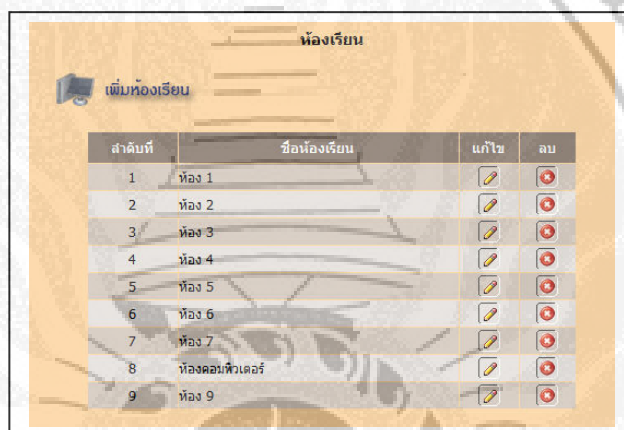 ห้องเรียน
เพิ่มห้องเรียน
ลำดับที่ ชื่อห้องเรียน แก้ไข ลบ
1 ห้อง 1
2 ห้อง 2
3 ห้อง 3
4 ห้อง 4
5 ห้อง 5
6 ห้อง 6
7 ห้อง 7
8 ห้องคอมพิวเตอร์
9 ห้อง 9